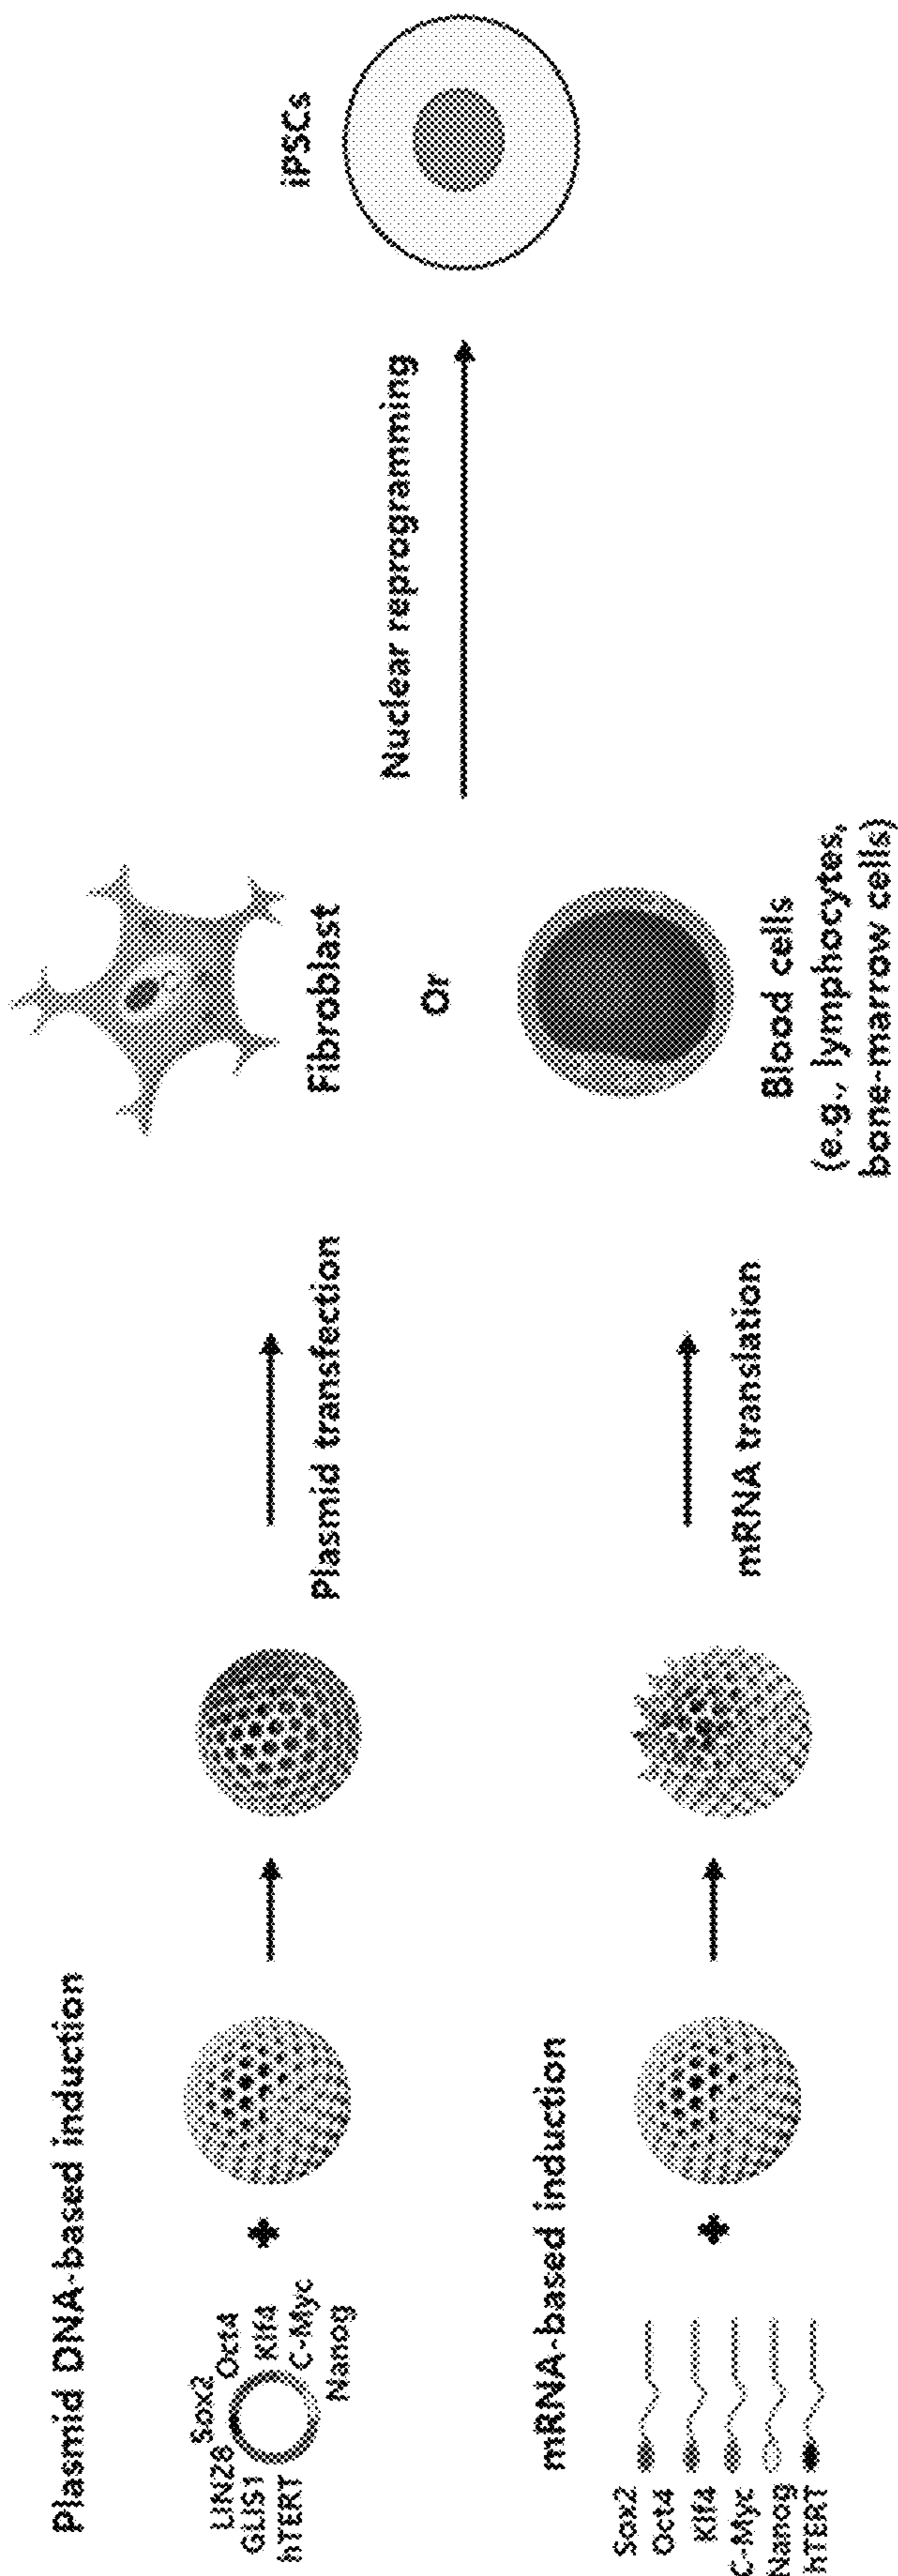 Plasmid DNA-based induction
Sox2
LIN28
Oct4
GLIS1
Klf4
hTERT
C-Myc
Nanog
Plasmid transfection
Fibroblast
Or
Nuclear reprogramming
iPSCs
mRNA-based induction
Sox2
Oct4
Klf4
C-Myc
Nanog
hTERT
mRNA translation
Blood cells
(e.g., lymphocytes,
bone-marrow cells)